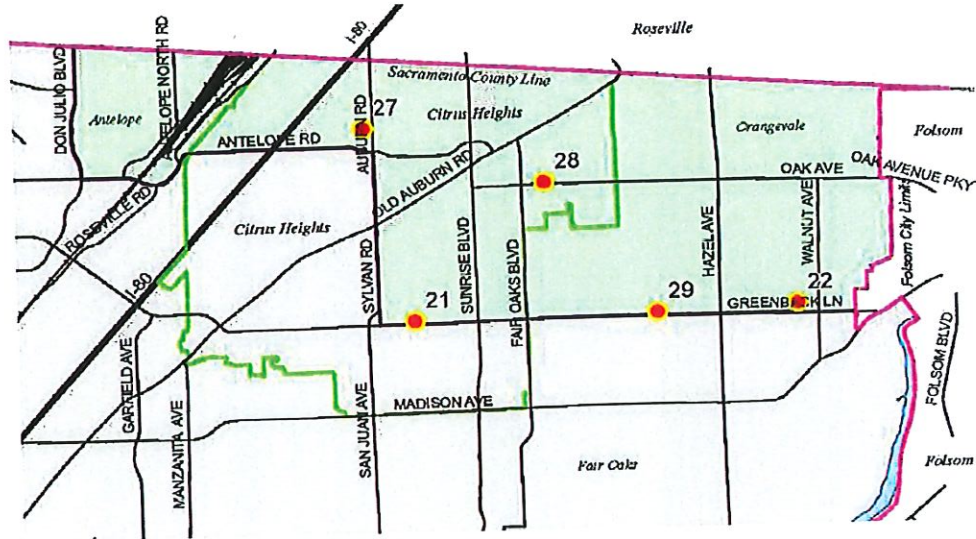 Roseville
I-80
DON JULIO BLVD
ANTELOPE NORTH RD
Sacramento County Line
27
Citrus Heights
Antelope
AUBURN RD
ANTELOPE RD
Orangevale
Folsom
28
OAK AVE
OAK AVENUE PKY
OLD AUBURN RD
ROSEVILLE RD
Citrus Heights
SYLVAN RD
SUNRISE BLVD
FAIR OAKS BLVD
HAZEL AVE
WALNUT AVE
Folsom City Limits
I-80
21
29
22
GREENBACK LN
GARFIELD AVE
MANZANITA AVE
SAN JUAN AVE
MADISON AVE
FOLSOM BLVD
Fair Oaks
Folsom